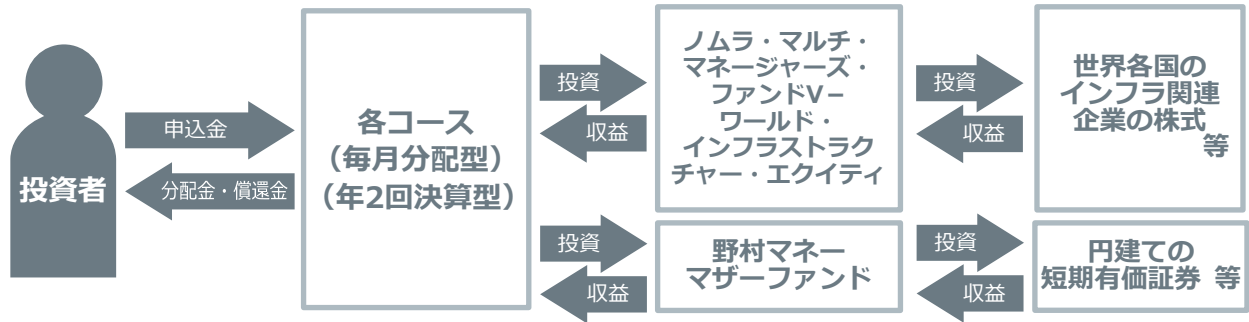 投資者
申込金
分配金・償還金
各コース
（毎月分配型）
（年2回決算型）
投資
収益
ノムラ・マルチ・
マネージャーズ・
ファンドⅤ－
ワールド・
インフラストラク
チャー・エクイティ
投資
収益
世界各国の
インフラ関連
企業の株式
等
投資
収益
野村マネー
マザーファンド
投資
収益
円建ての
短期有価証券 等